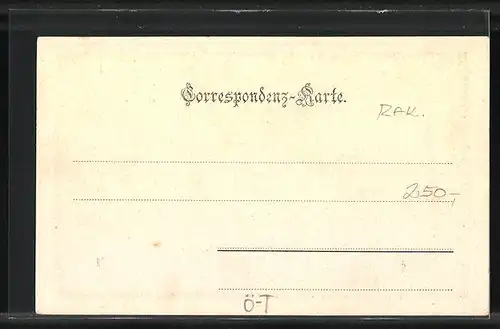 Correspondenz-Karte.
RAK.
250,-
Ö-T